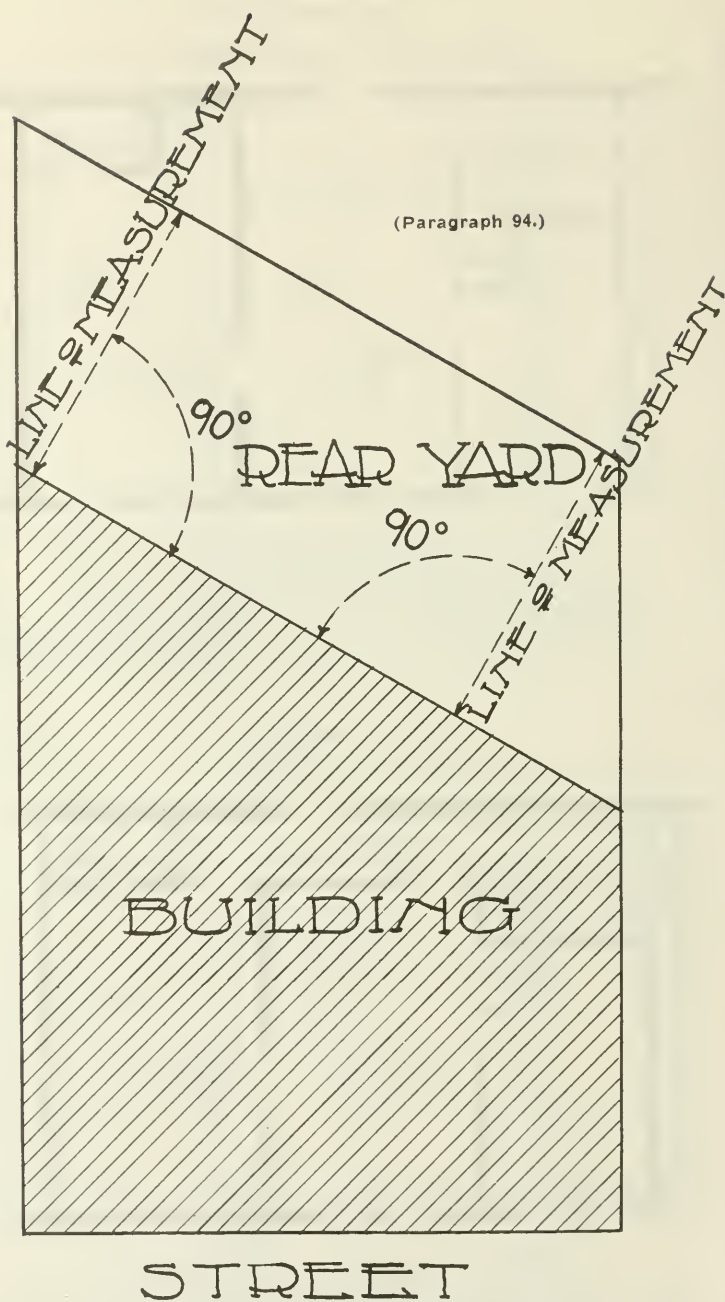 LINE OF MEASUREMENT
(Paragraph 94.)
LINE OF MEASUREMENT
90°
REAR YARD
90°
BUILDING
STREET